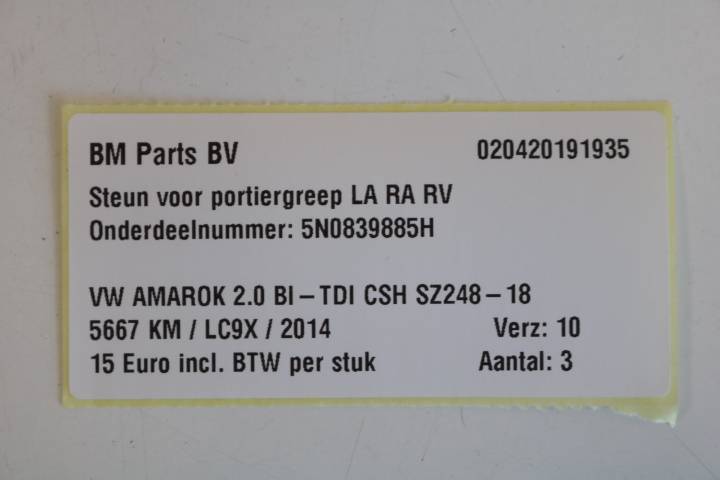 BM Parts BV 020420191935
Steun voor portiergreep LA RA RV
Onderdeelnummer: 5N0839885H
VW AMAROK 2.0 BI - TDI CSH SZ248 - 18
5667 KM / LC9X / 2014 Verz: 10
15 Euro incl. BTW per stuk Aantal: 3